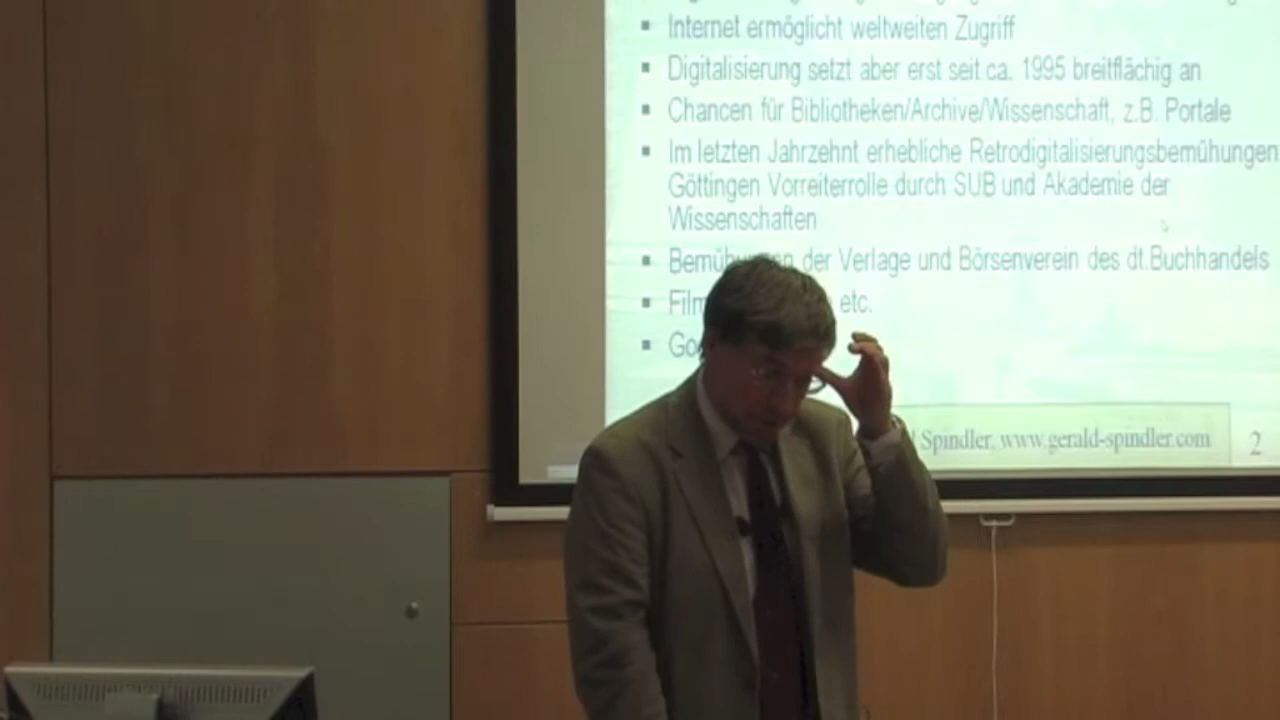 Internet ermöglicht weltweiten Zugriff
Digitalisierung setzt aber erst seit ca. 1995 breitflächig an
Chancen für Bibliotheken/Archive/Wissenschaft, z.B. Portale
Im letzten Jahrzehnt erhebliche Retrodigitalisierungsbemühungen
Göttingen Vorreiterrolle durch SUB und Akademie der
Wissenschaften
der Verlage und Börsenverein des dt.Buchhandels
etc.
Spindler, www.gerald-spindler.com
2